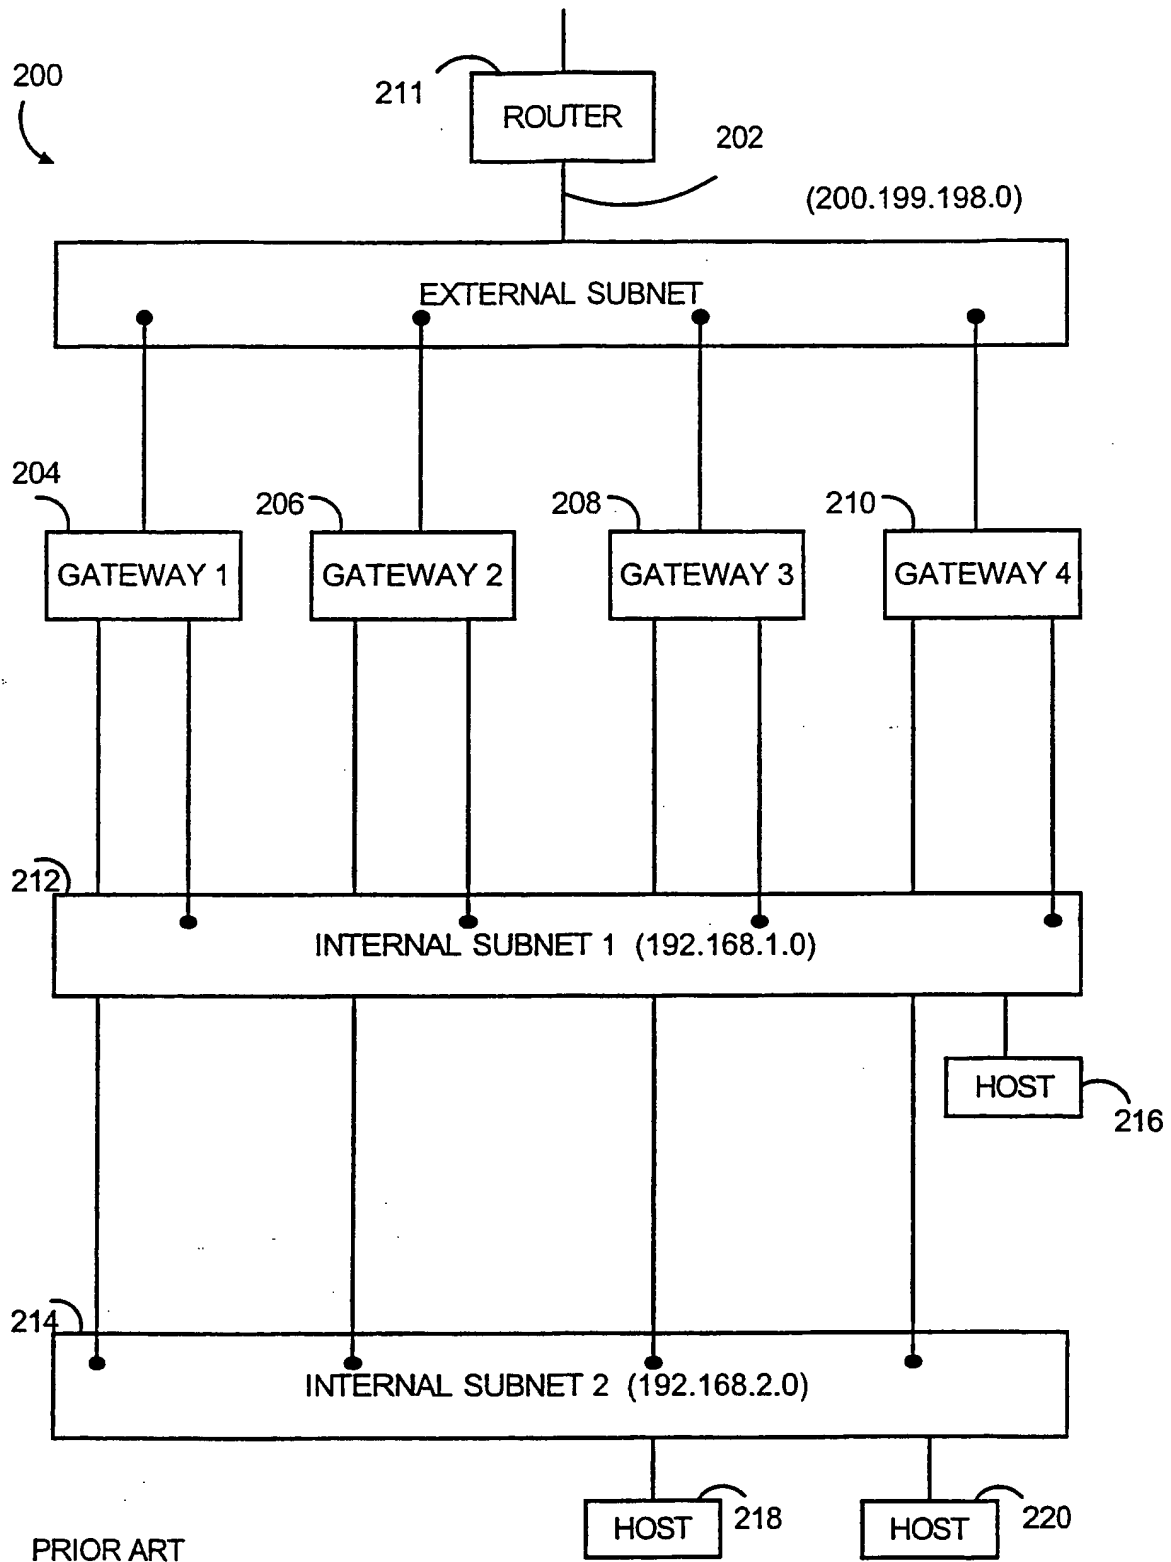 200
211
ROUTER
202
(200.199.198.0)
EXTERNAL SUBNET
204
206
208
210
GATEWAY 1
GATEWAY 2
GATEWAY 3
GATEWAY 4
212
INTERNAL SUBNET 1 (192.168.1.0)
HOST
216
214
INTERNAL SUBNET 2 (192.168.2.0)
HOST
218
HOST
220
PRIOR ART